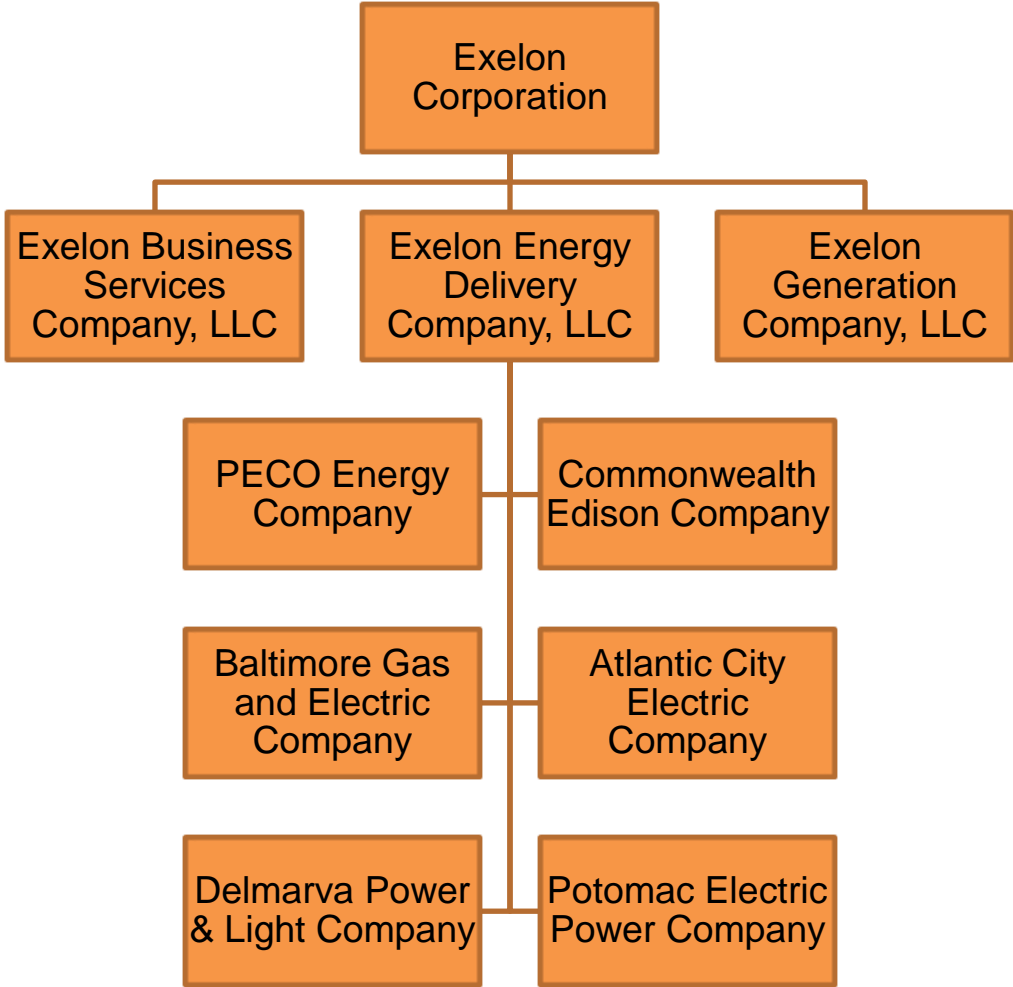 Exelon
Corporation
Exelon Business
Services
Company, LLC
Exelon Energy
Delivery
Company, LLC
Exelon
Generation
Company, LLC
PECO Energy
Company
Commonwealth
Edison Company
Baltimore Gas
and Electric
Company
Atlantic City
Electric
Company
Delmarva Power
& Light Company
Potomac Electric
Power Company